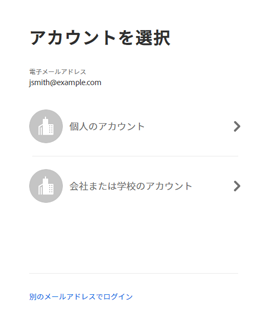 アカウントを選択
電子メールアドレス
jsmith@example.com
個人のアカウント
会社または学校のアカウント
別のメールアドレスでログイン